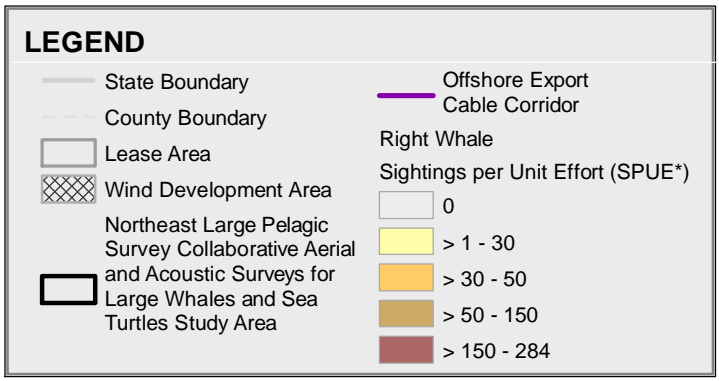 LEGEND
State Boundary
County Boundary
Lease Area
Wind Development Area
Northeast Large Pelagic
Survey Collaborative Aerial
and Acoustic Surveys for
Large Whales and Sea
Turtles Study Area
Offshore Export
Cable Corridor
Right Whale
Sightings per Unit Effort (SPUE*)
0
> 1 - 30
> 30 - 50
> 50 - 150
> 150 - 284